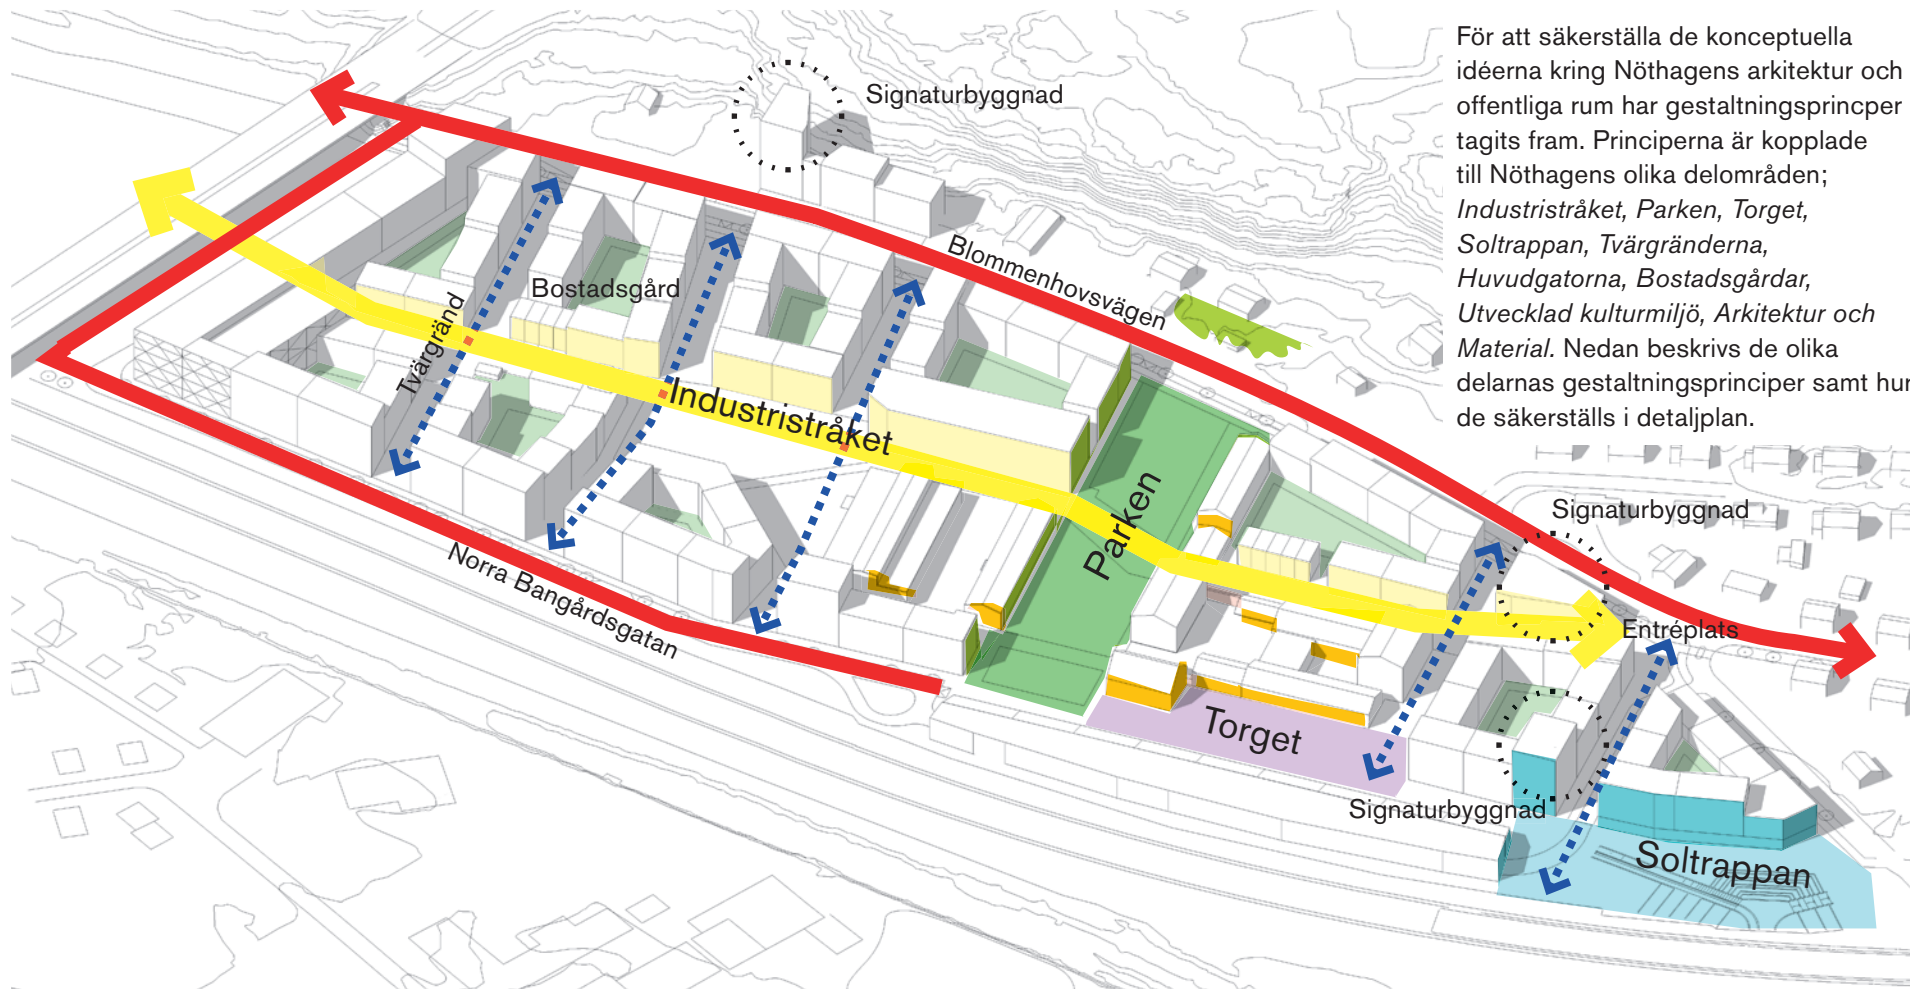 För att säkerställa de konceptuella
idéerna kring Nöthagens arkitektur och
offentliga rum har gestaltningsprincper
tagits fram. Principerna är kopplade
till Nöthagens olika delområden;
Industristråket, Parken, Torget,
Soltrappan, Tvärgränderna,
Huvudgatorna, Bostadsgårdar,
Utvecklad kulturmiljö, Arkitektur och
Material. Nedan beskrivs de olika
delarnas gestaltningsprinciper samt hur
de säkerställs i detaljplan.
Signaturbyggnad
Blommenhovsvägen
Bostadsgård
Tvärgränd
Industristråket
Parken
Norra Bangårdsgatan
Signaturbyggnad
Entréplats
Torget
Signaturbyggnad
Soltrappan